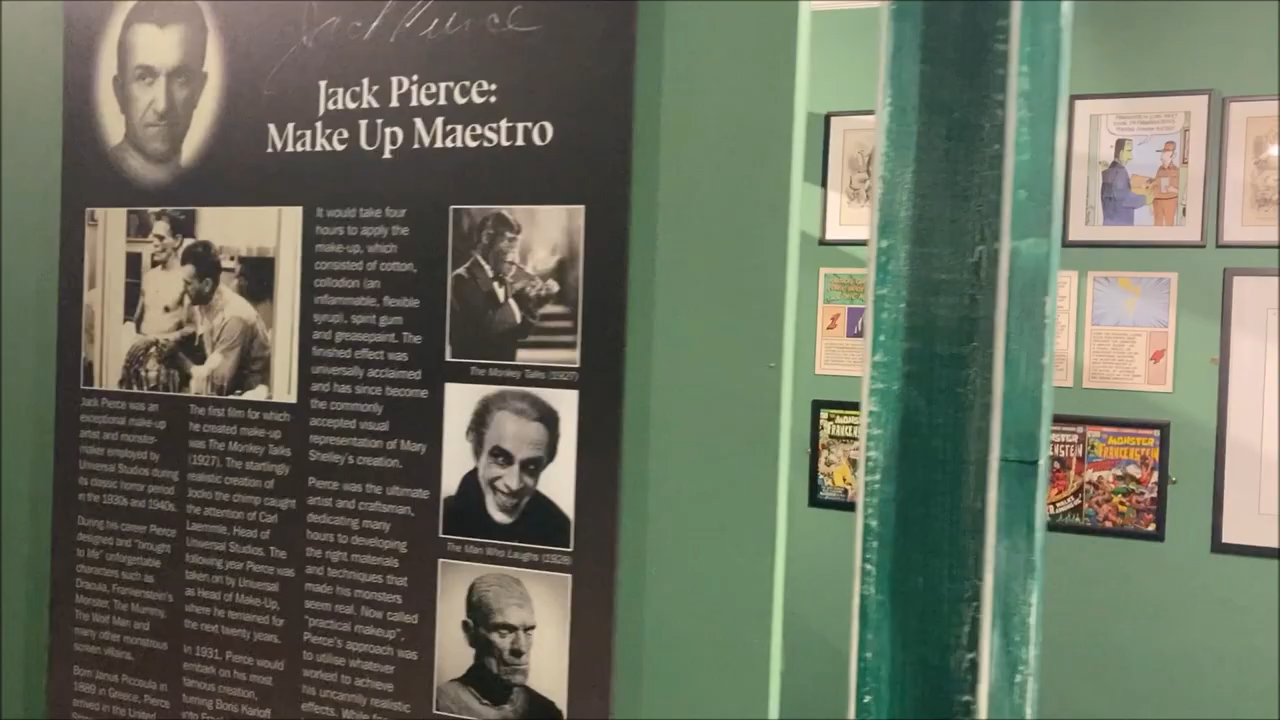 Jack Pierce
Jack Pierce:
Make Up Maestro
It would take four
hours to apply the
make-up, which
consisted of cotton,
collodion (an
inflammable, flexible
syrup), spirit gum
and greasepaint. The
finished effect was
universally acclaimed
and has since become
the commonly
accepted visual
representation of Mary
Shelley's creation.
Pierce was the ultimate
artist and craftsman,
dedicating many
hours to developing
the right materials
and techniques that
made his monsters
seem real. Now called
"practical makeup",
Pierce's approach was
to utilise whatever
worked to achieve
his uncannily realistic
effects. While
The Monkey Talks (1927)
The Man Who Laughs (1928)
Jack Pierce was an
exceptional make-up
artist and monster-
maker employed by
Universal Studios during
its classic horror period
in the 1930s and 1940s.
During his career Pierce
designed and "brought
to life" unforgettable
characters such as
Dracula, Frankenstein's
Monster, The Mummy,
The Wolf Man and
many other monstrous
screen villains.
Born Janus Piccoula in
1889 in Greece, Pierce
arrived in the United
The first film for which
he created make-up
was The Monkey Talks
(1927). The startlingly
realistic creation of
Jocko the chimp caught
the attention of Carl
Laemmle, Head of
Universal Studios. The
following year Pierce was
taken on by Universal
as Head of Make-Up,
where he remained for
the next twenty years.
In 1931, Pierce would
embark on his most
famous creation,
turning Boris Karloff
MONSTER
FRANKENSTEIN